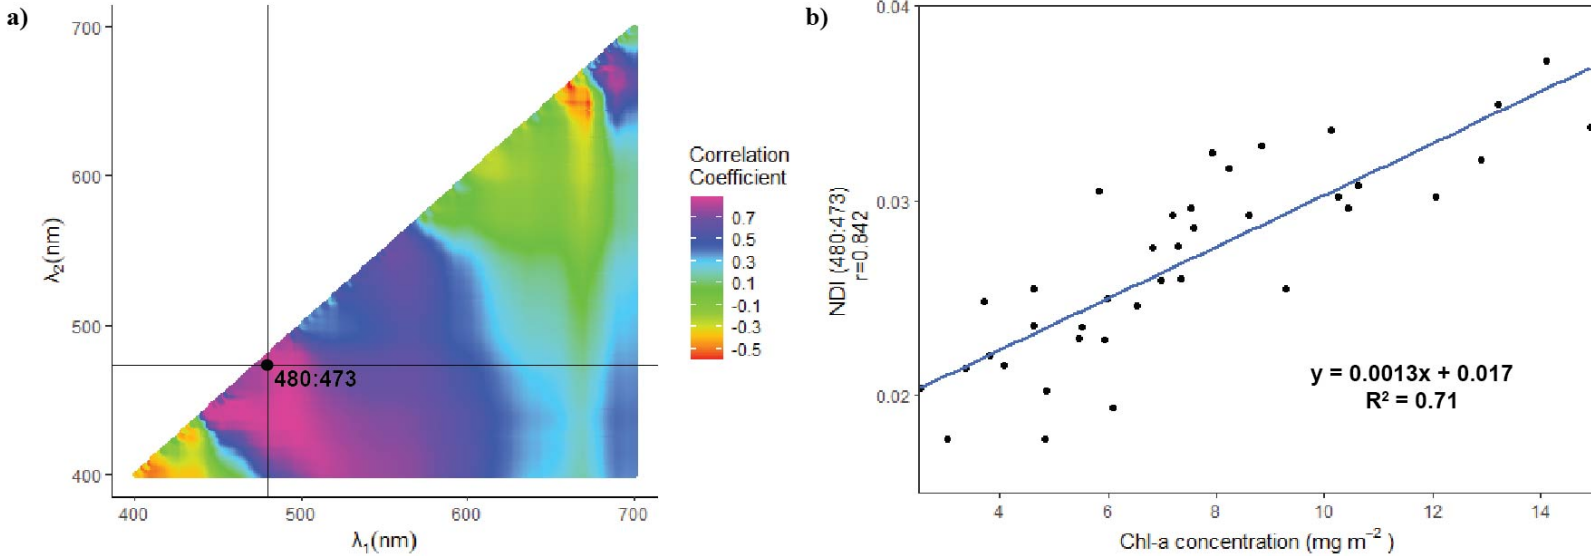 a)
700
600
500
400
λ₂(nm)
480:473
400
500
600
700
λ₁(nm)
Correlation
Coefficient
0.7
0.5
0.3
0.1
-0.1
-0.3
-0.5
b)
0.04
0.03
0.02
NDI (480:473)
r=0.842
y = 0.0013x + 0.017
R² = 0.71
4
6
8
10
12
14
Chl-a concentration (mg m⁻² )